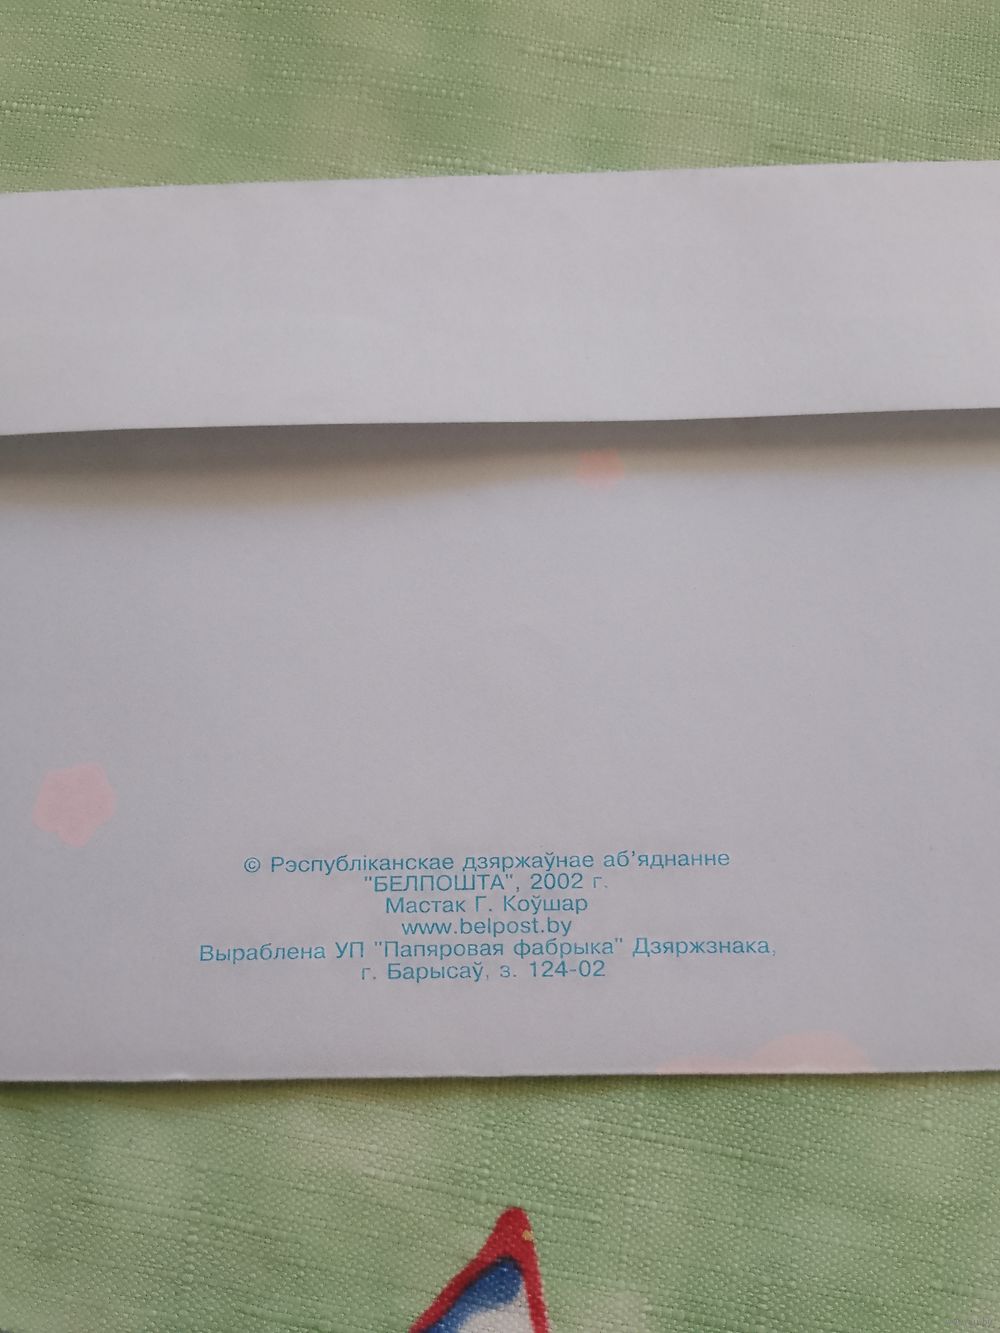 © Рэспубліканскае дзяржаўнае аб’яднанне
"БЕЛПОШТА", 2002 г.
Мастак Г. Коўшар
www.belpost.by
Выраблена УП "Папяровая фабрыка" Дзяржзнака,
г. Барысаў, з. 124-02